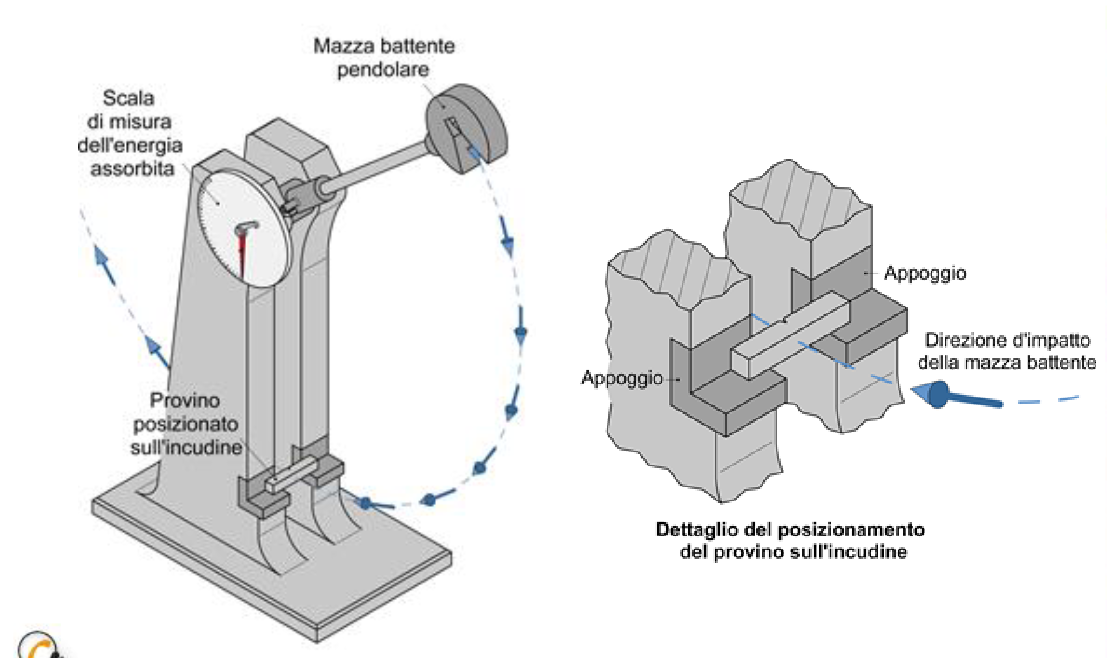 Mazza battente
pendolare
Scala
di misura
dell'energia
assorbita
Provino
posizionato
sull'incudine
Appoggio
Appoggio
Direzione d'impatto
della mazza battente
Dettaglio del posizionamento
del provino sull'incudine